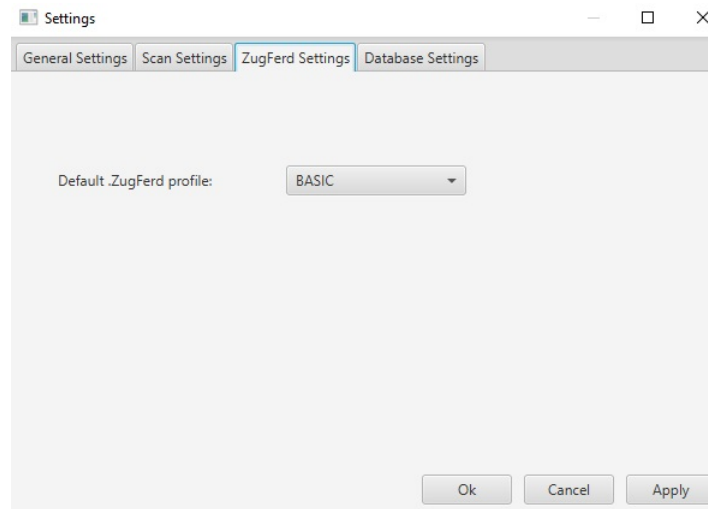 Settings
General Settings Scan Settings ZugFerd Settings Database Settings
Default .ZugFerd profile: BASIC
Ok Cancel Apply